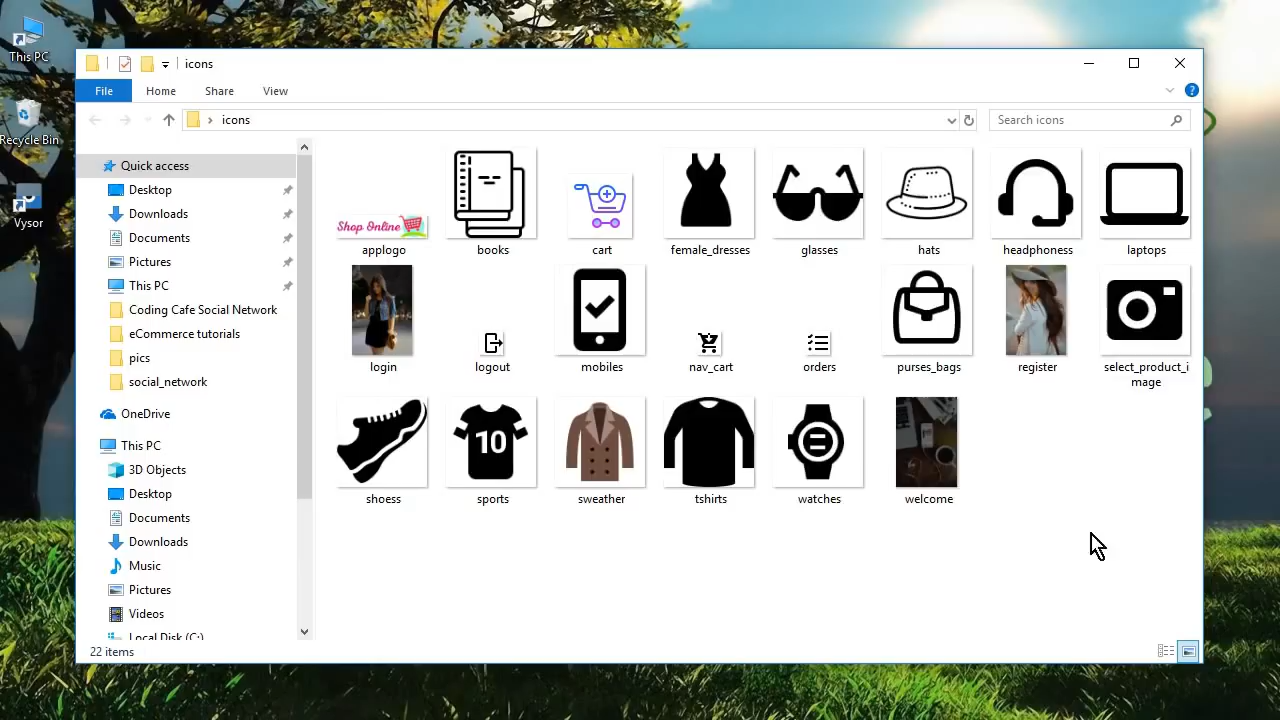 This PC
Recycle Bin
Vysor
icons
File
Home
Share
View
icons
Search icons
Quick access
Desktop
Downloads
Documents
Pictures
This PC
Coding Cafe Social Network
eCommerce tutorials
pics
social_network
OneDrive
This PC
3D Objects
Desktop
Documents
Downloads
Music
Pictures
Videos
Local Disk (C:)
Shop Online
applogo
books
cart
female_dresses
glasses
hats
headphoness
laptops
login
logout
mobiles
nav_cart
orders
purses_bags
register
select_product_i
mage
10
shoess
sports
sweather
tshirts
watches
welcome
22 items